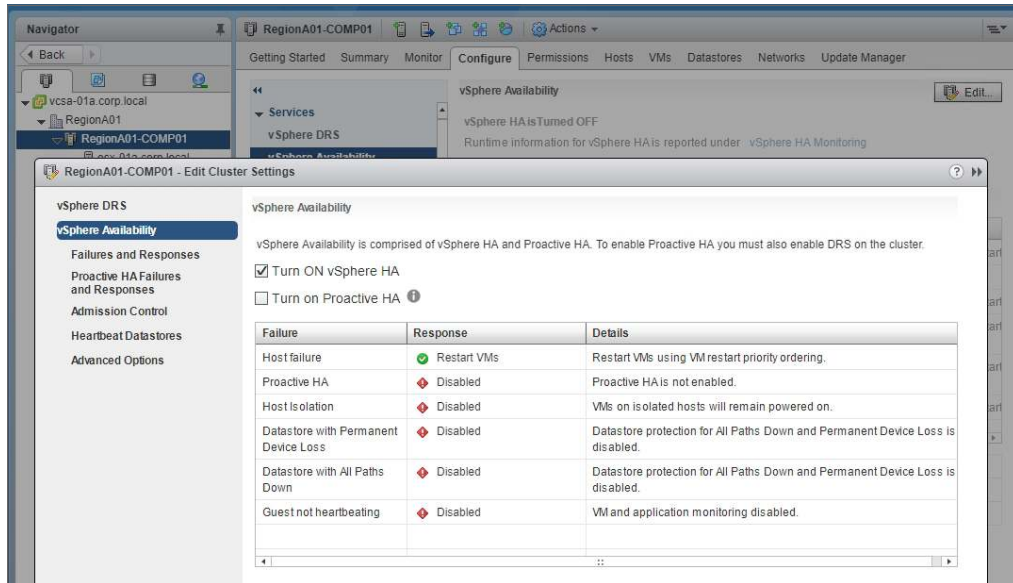 Navigator
RegionA01-COMP01
Actions
Back
Getting Started Summary Monitor Configure Permissions Hosts VMs Datastores Networks Update Manager
vcsa-01a.corp.local
RegionA01
RegionA01-COMP01
Services
vSphere DRS
vSphere Availability
vSphere Availability
Edit...
vSphere HA is Turned OFF
Runtime information for vSphere HA is reported under vSphere HA Monitoring
RegionA01-COMP01 - Edit Cluster Settings
vSphere DRS
vSphere Availability
Failures and Responses
Proactive HA Failures
and Responses
Admission Control
Heartbeat Datastores
Advanced Options
vSphere Availability
vSphere Availability is comprised of vSphere HA and Proactive HA. To enable Proactive HA you must also enable DRS on the cluster.
Turn ON vSphere HA
Turn on Proactive HA
Failure Response Details
Host failure Restart VMs Restart VMs using VM restart priority ordering.
Proactive HA Disabled Proactive HA is not enabled.
Host Isolation Disabled VMs on isolated hosts will remain powered on.
Datastore with Permanent Disabled Datastore protection for All Paths Down and Permanent Device Loss is
Device Loss disabled.
Datastore with All Paths Disabled Datastore protection for All Paths Down and Permanent Device Loss is
Down disabled.
Guest not heartbeating Disabled VM and application monitoring disabled.